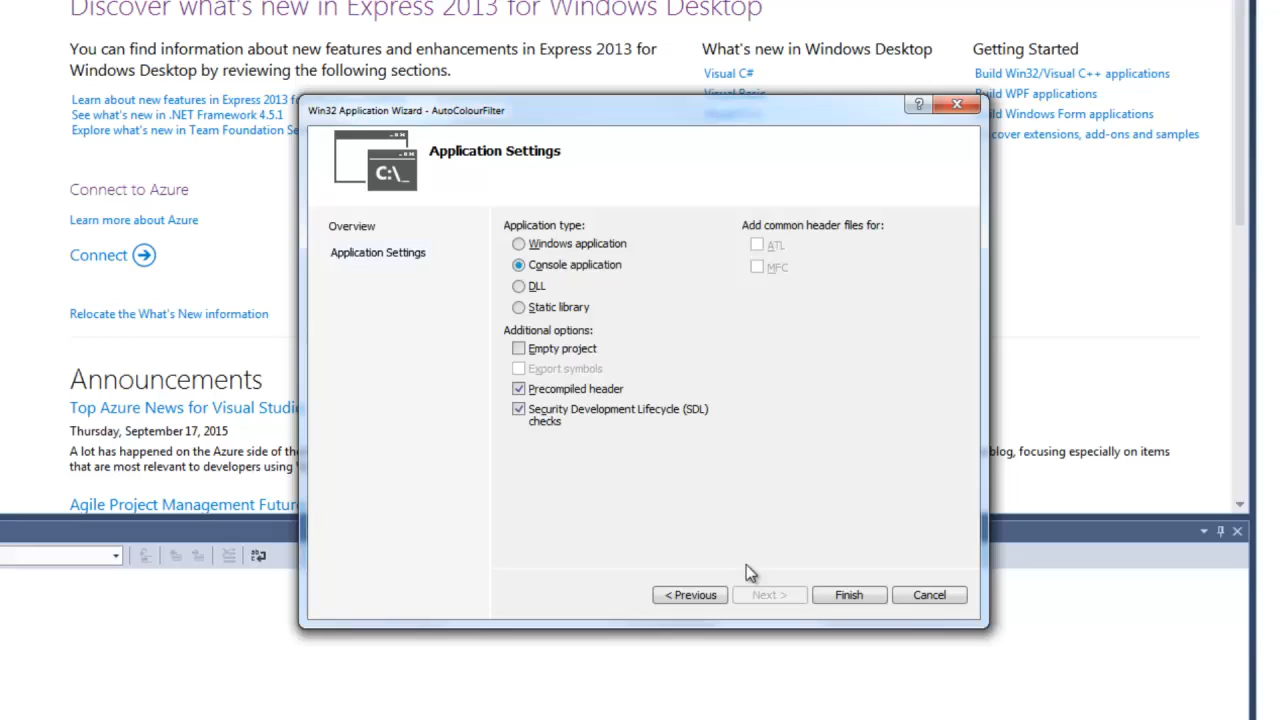 Discover what's new in Express 2013 for Windows Desktop
You can find information about new features and enhancements in Express 2013 for
Windows Desktop by reviewing the following sections.
Learn about new features in Express 2013 fo
See what's new in .NET Framework 4.5.1
Explore what's new in Team Foundation Se
What's new in Windows Desktop
Visual C#
Visual Basic
Getting Started
Build Win32/Visual C++ applications
Build WPF applications
ild Windows Form applications
cover extensions, add-ons and samples
Connect to Azure
Learn more about Azure
Connect
Relocate the What's New information
Announcements
Top Azure News for Visual Studi
Thursday, September 17, 2015
A lot has happened on the Azure side of the
blog, focusing especially on items
that are most relevant to developers using
Agile Project Management Futur
Win32 Application Wizard - AutoColourFilter
?
C:\_
Application Settings
Overview
Application Settings
Application type:
Windows application
Console application
DLL
Static library
Additional options:
Empty project
Export symbols
Precompiled header
Security Development Lifecycle (SDL)
checks
Add common header files for:
ATL
MFC
< Previous
Next >
Finish
Cancel